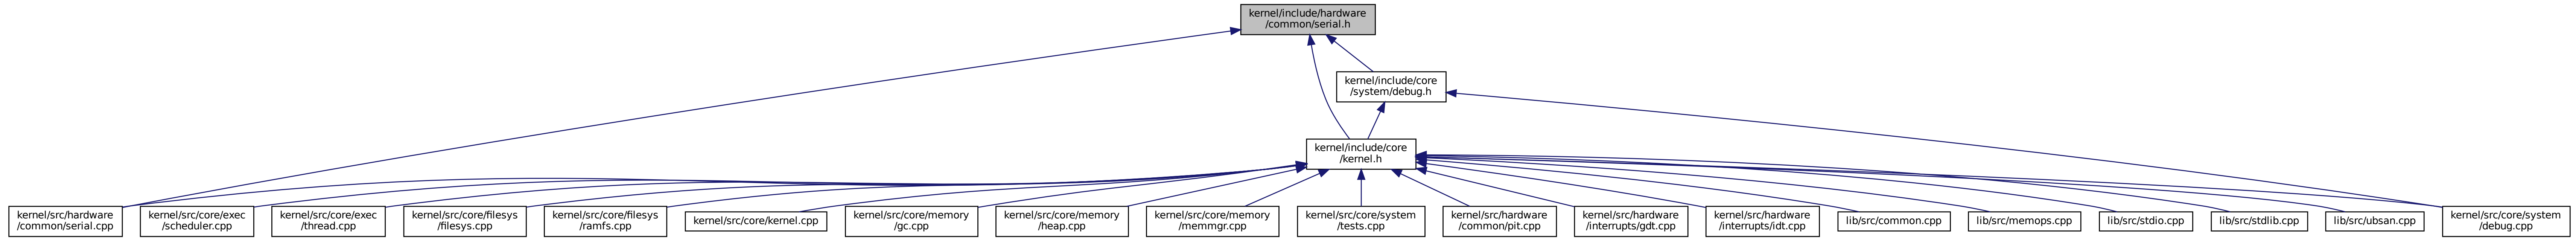 kernel/include/hardware
/common/serial.h
kernel/include/core
/system/debug.h
kernel/include/core
/kernel.h
kernel/src/hardware
/common/serial.cpp
kernel/src/core/exec
/scheduler.cpp
kernel/src/core/exec
/thread.cpp
kernel/src/core/filesys
/filesys.cpp
kernel/src/core/filesys
/ramfs.cpp
kernel/src/core/kernel.cpp
kernel/src/core/memory
/gc.cpp
kernel/src/core/memory
/heap.cpp
kernel/src/core/memory
/memmgr.cpp
kernel/src/core/system
/tests.cpp
kernel/src/hardware
/common/pit.cpp
kernel/src/hardware
/interrupts/gdt.cpp
kernel/src/hardware
/interrupts/idt.cpp
lib/src/common.cpp
lib/src/memops.cpp
lib/src/stdio.cpp
lib/src/stdlib.cpp
lib/src/ubsan.cpp
kernel/src/core/system
/debug.cpp